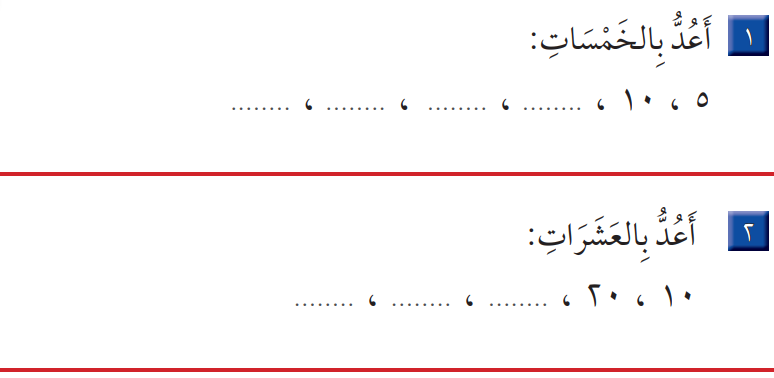 ١ أَعُدُّ بِالخَمْسَاتِ:
٥ ، ١٠ ، ........ ، ........ ، ........ ، ........
٢ أَعُدُّ بِالعَشَرَاتِ:
١٠ ، ٢٠ ، ........ ، ........ ، ........